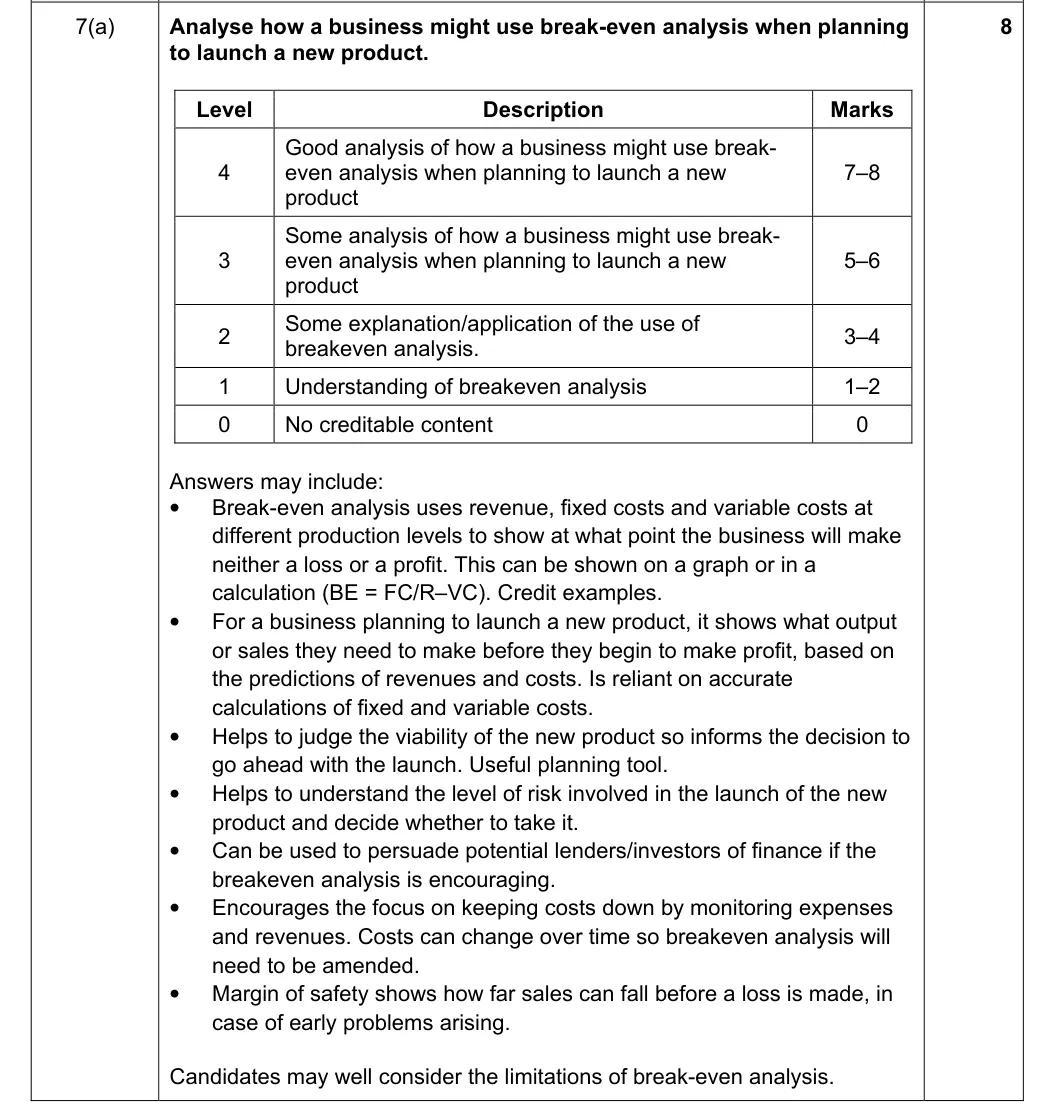 7(a)
Analyse how a business might use break-even analysis when planning
8
to launch a new product.
Level
Description
Marks
4
Good analysis of how a business might use break-
even analysis when planning to launch a new
product
7–8
3
Some analysis of how a business might use break-
even analysis when planning to launch a new
product
5–6
2
Some explanation/application of the use of
breakeven analysis.
3–4
1
Understanding of breakeven analysis
1–2
0
No creditable content
0
Answers may include:
• Break-even analysis uses revenue, fixed costs and variable costs at
different production levels to show at what point the business will make
neither a loss or a profit. This can be shown on a graph or in a
calculation (BE = FC/R–VC). Credit examples.
• For a business planning to launch a new product, it shows what output
or sales they need to make before they begin to make profit, based on
the predictions of revenues and costs. Is reliant on accurate
calculations of fixed and variable costs.
• Helps to judge the viability of the new product so informs the decision to
go ahead with the launch. Useful planning tool.
• Helps to understand the level of risk involved in the launch of the new
product and decide whether to take it.
• Can be used to persuade potential lenders/investors of finance if the
breakeven analysis is encouraging.
• Encourages the focus on keeping costs down by monitoring expenses
and revenues. Costs can change over time so breakeven analysis will
need to be amended.
• Margin of safety shows how far sales can fall before a loss is made, in
case of early problems arising.
Candidates may well consider the limitations of break-even analysis.